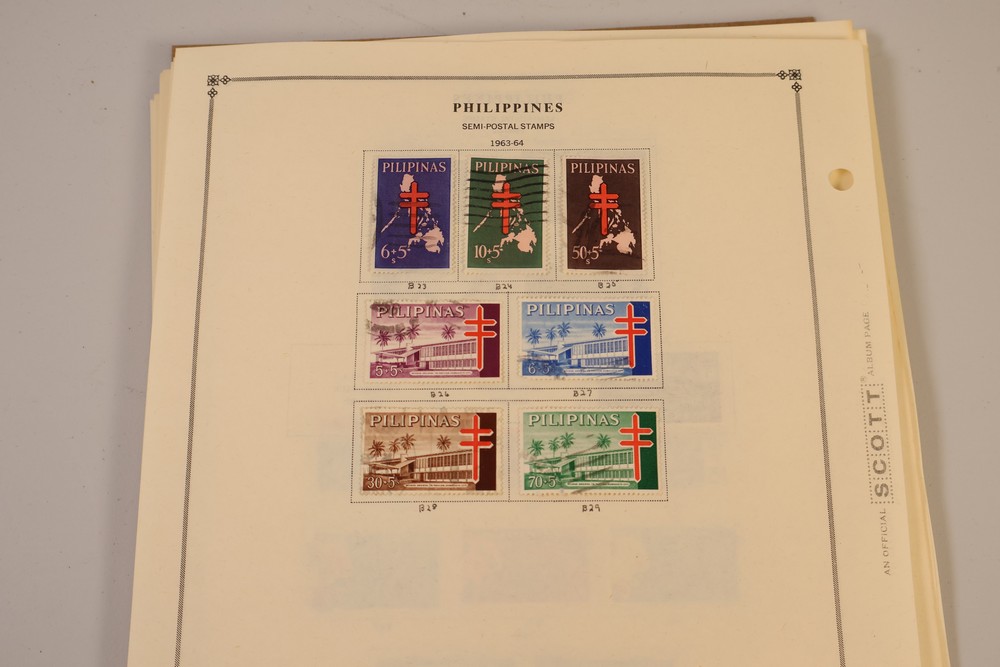 PHILIPPINES
SEMI-POSTAL STAMPS
1963-64
PILIPINAS
6+5
s
PILIPINAS
10+5
s
PILIPINAS
50+5
s
B23
B24
B25
PILIPINAS
5+5
PILIPINAS
6+5
B26
B27
PILIPINAS
30+5
PILIPINAS
70+5
B28
B29
AN OFFICIAL SCOTT® ALBUM PAGE